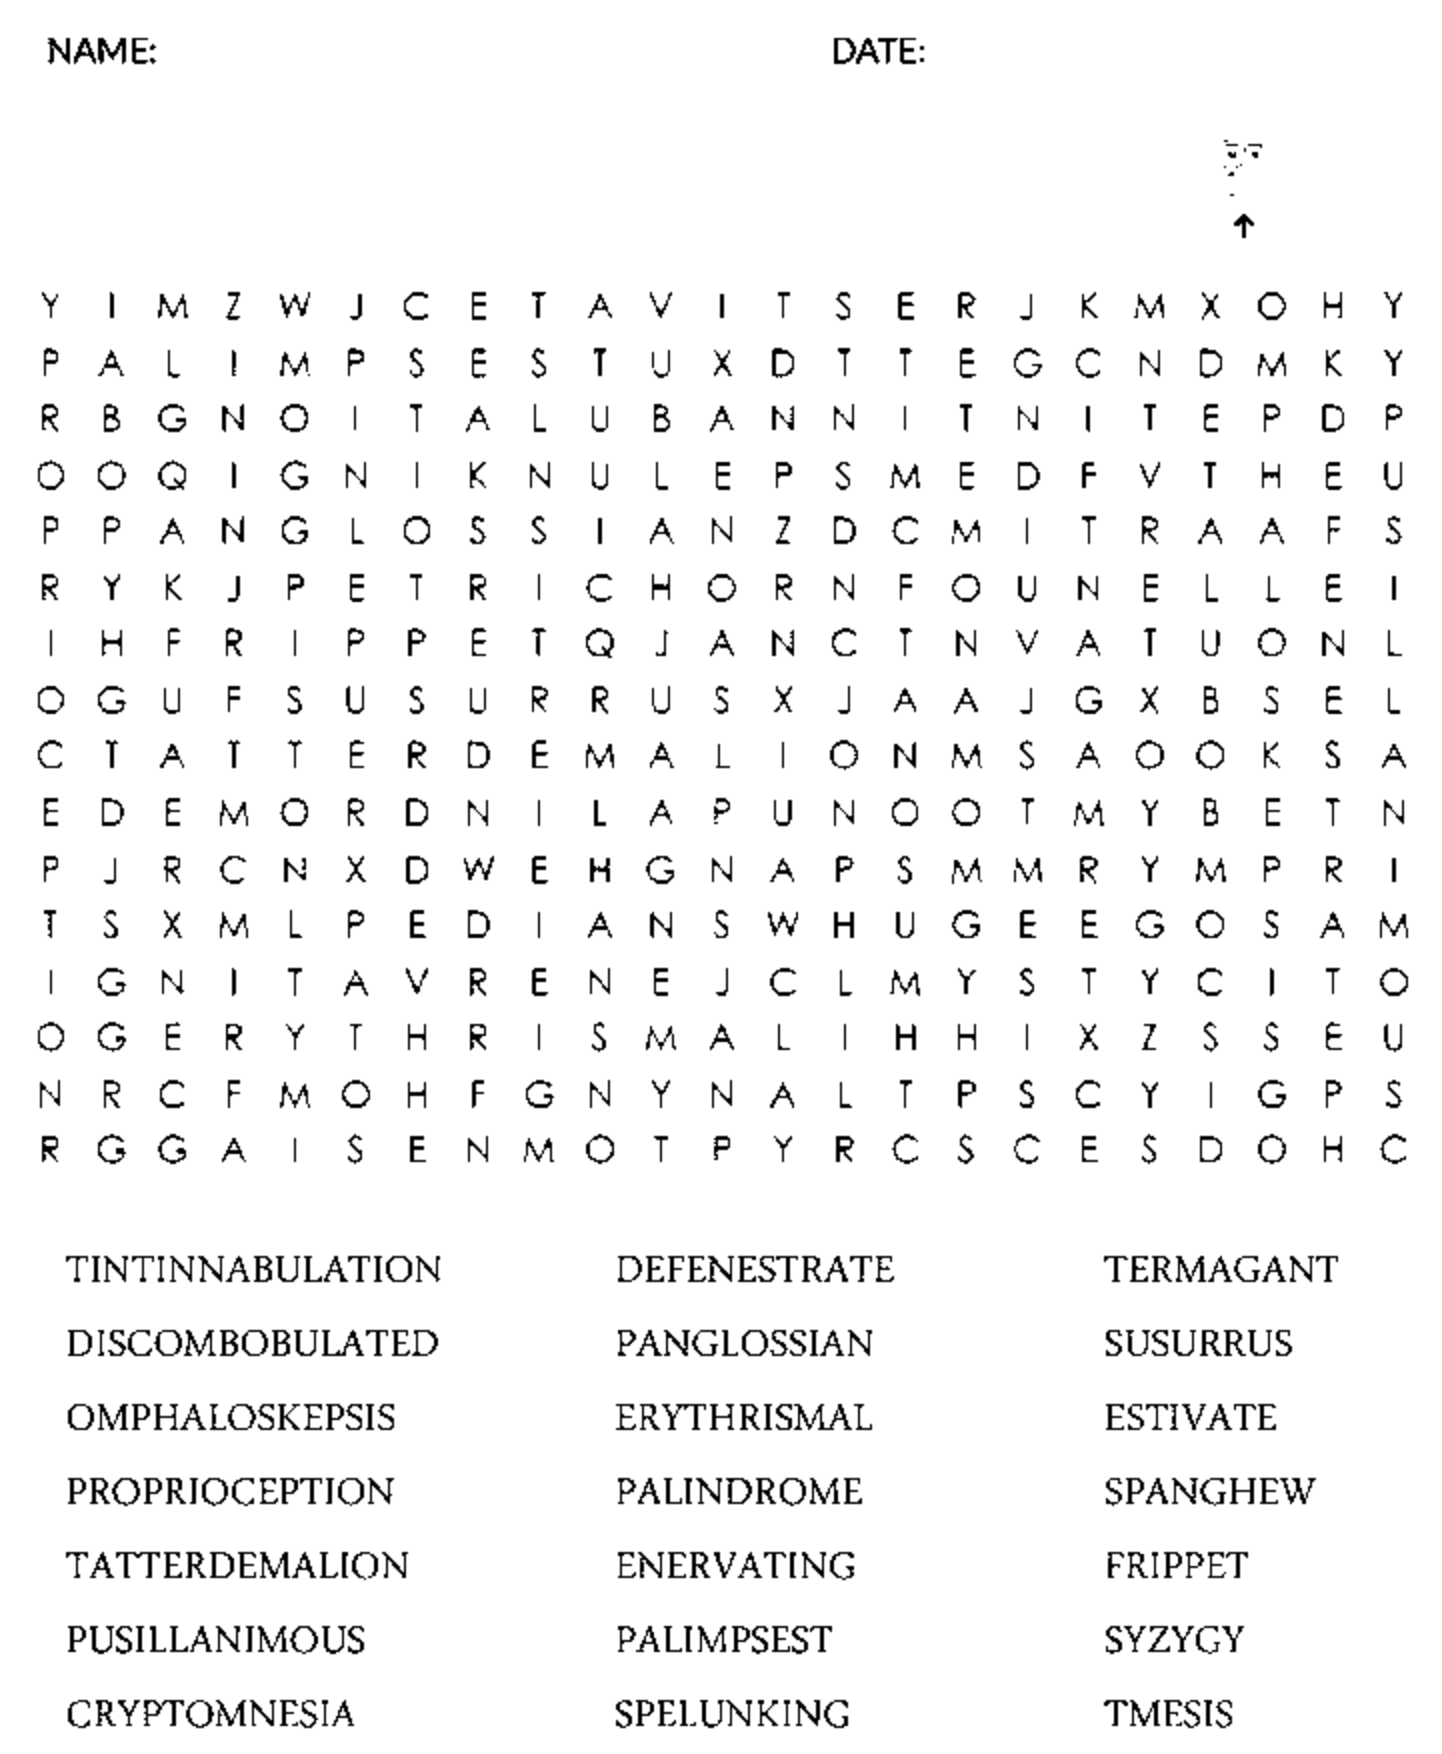 NAME: DATE:
Y I M Z W J C E T A V I T S E R J K M X O H Y
P A L I M P S E S T U X D T T E G C N D M K Y
R B G N O I T A L U B A N N I T N I T E P D P
O O Q I G N I K N U L E P S M E D F V T H E U
P P A N G L O S S I A N Z D C M I T R A A F S
R Y K J P E T R I C H O R N F O U N E L L E I
I H F R I P P E T Q J A N C T N V A T U O N L
O G U F S U S U R R U S X J A A J G X B S E L
C T A T T E R D E M A L I O N M S A O O K S A
E D E M O R D N I L A P U N O O T M Y B E T N
P J R C N X D W E H G N A P S M M R Y M P R I
T S X M L P E D I A N S W H U G E E G O S A M
I G N I T A V R E N E J C L M Y S T Y C I T O
O G E R Y T H R I S M A L I H H I X Z S S E U
N R C F M O H F G N Y N A L T P S C Y I G P S
R G G A I S E N M O T P Y R C S C E S D O H C
TINTINNABULATION DEFENESTRATE TERMAGANT
DISCOMBOBULATED PANGLOSSIAN SUSURRUS
OMPHALOSKEPSIS ERYTHRISMAL ESTIVATE
PROPRIOCEPTION PALINDROME SPANGHEW
TATTERDEMALION ENERVATING FRIPPET
PUSILLANIMOUS PALIMPSEST SYZYGY
CRYPTOMNESIA SPELUNKING TMESIS